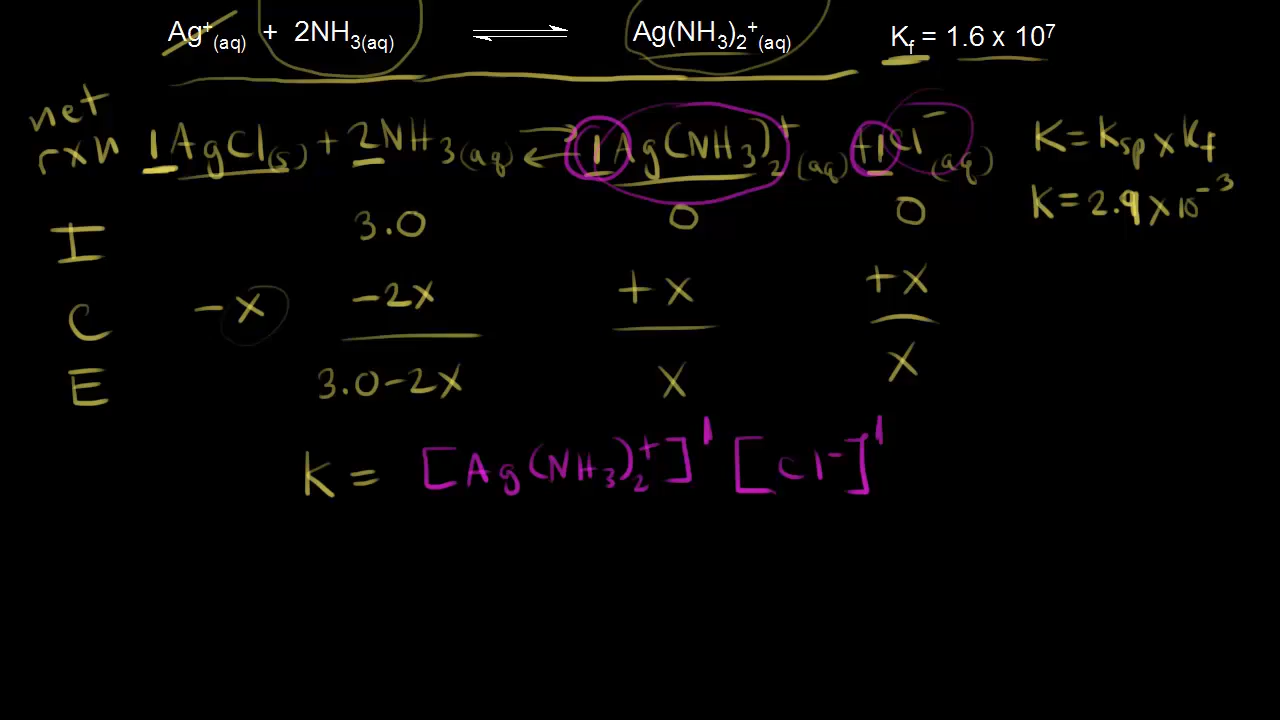 Ag⁺(aq) + 2NH₃(aq) ⇌ Ag(NH₃)₂⁺(aq) Kf = 1.6 x 10⁷
net
rxn 1AgCl(s) + 2NH₃(aq) ⇌ 1Ag(NH₃)₂⁺(aq) +1Cl⁻(aq) K=Ksp x Kf
I 3.0 0 0 K=2.9 x 10⁻³
C -x -2x +x +x
E 3.0-2x x x
K = [Ag(NH₃)₂⁺]¹ [Cl⁻]¹